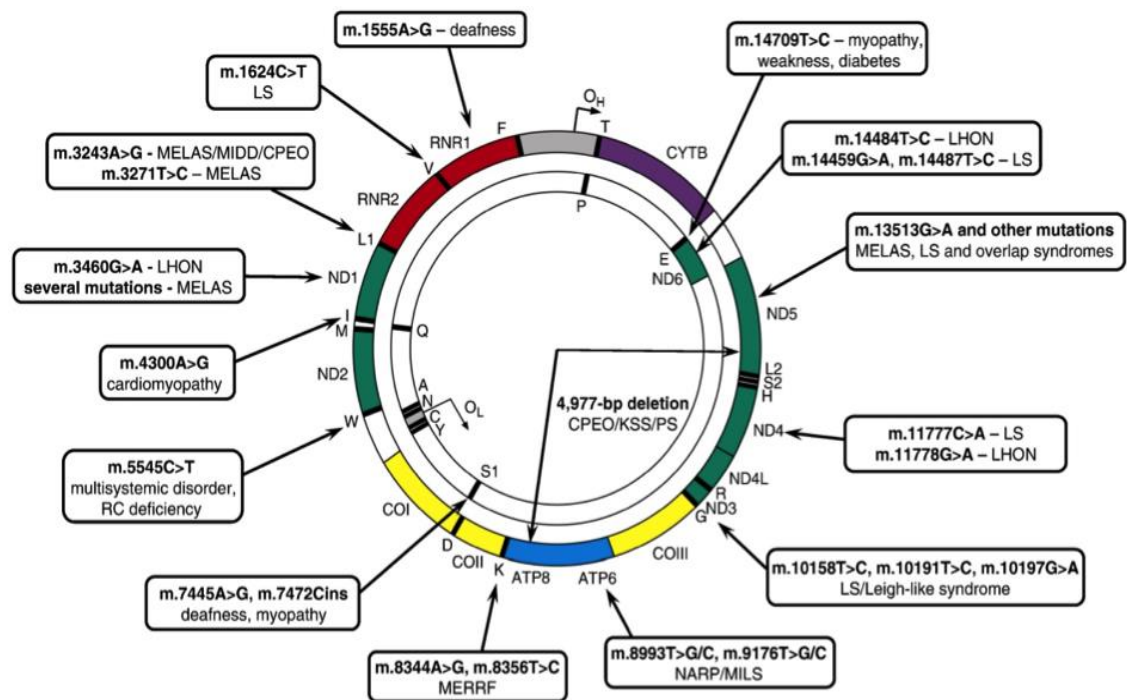 m.1555A>G – deafness
m.14709T>C – myopathy,
weakness, diabetes
m.1624C>T
LS
OH
F
T
RNR1
CYTB
m.14484T>C – LHON
m.14459G>A, m.14487T>C – LS
m.3243A>G - MELAS/MIDD/CPEO
m.3271T>C – MELAS
V
RNR2
P
L1
E
ND6
m.13513G>A and other mutations
MELAS, LS and overlap syndromes
m.3460G>A - LHON
several mutations - MELAS
ND1
ND5
I
M
Q
m.4300A>G
cardiomyopathy
ND2
L2
S2
H
A
N
C
Y
OL
4,977-bp deletion
CPEO/KSS/PS
W
ND4
m.11777C>A – LS
m.11778G>A – LHON
m.5545C>T
multisystemic disorder,
RC deficiency
S1
ND4L
R
ND3
G
COI
D
COII
K
ATP8
ATP6
COIII
m.10158T>C, m.10191T>C, m.10197G>A
LS/Leigh-like syndrome
m.7445A>G, m.7472Cins
deafness, myopathy
m.8344A>G, m.8356T>C
MERRF
m.8993T>G/C, m.9176T>G/C
NARP/MILS